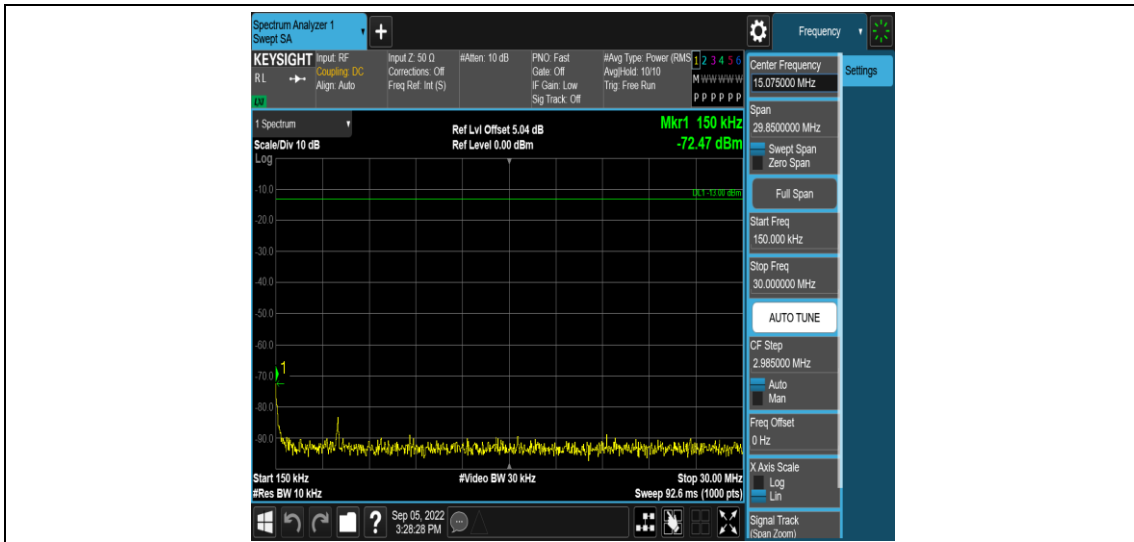 Spectrum Analyzer 1
Swept SA
+
Frequency
KEYSIGHT
RL
LXI
Input: RF
Coupling: DC
Align: Auto
Input Z: 50 Ω
Corrections: Off
Freq Ref: Int (S)
#Atten: 10 dB
PNO: Fast
Gate: Off
IF Gain: Low
Sig Track: Off
#Avg Type: Power (RMS
Avg|Hold: 10/10
Trig: Free Run
1 2 3 4 5 6
M W W W W W
P P P P P P
1 Spectrum
Scale/Div 10 dB
Log
Ref Lvl Offset 5.04 dB
Ref Level 0.00 dBm
Mkr1 150 kHz
-72.47 dBm
DL1 -13.00 dBm
-10.0
-20.0
-30.0
-40.0
-50.0
-60.0
-70.0
-80.0
-90.0
1
Start 150 kHz
#Res BW 10 kHz
#Video BW 30 kHz
Stop 30.00 MHz
Sweep 92.6 ms (1000 pts)
Center Frequency
15.075000 MHz
Settings
Span
29.8500000 MHz
Swept Span
Zero Span
Full Span
Start Freq
150.000 kHz
Stop Freq
30.000000 MHz
AUTO TUNE
CF Step
2.985000 MHz
Auto
Man
Freq Offset
0 Hz
X Axis Scale
Log
Lin
Signal Track
(Span Zoom)
?
Sep 05, 2022
3:28:28 PM